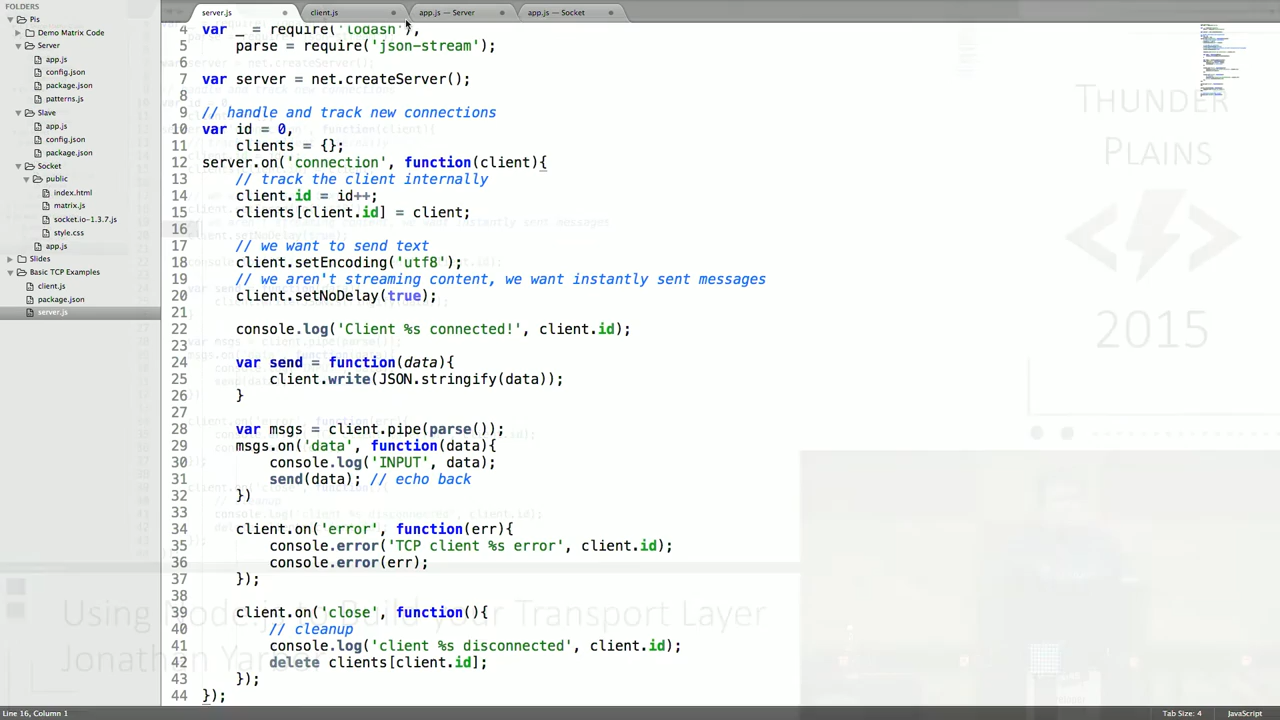 FOLDERS
Pis
Demo Matrix Code
Server
app.js
config.json
package.json
patterns.js
Slave
app.js
config.json
package.json
Socket
public
index.html
matrix.js
socket.io-1.3.7.js
style.css
app.js
Slides
Basic TCP Examples
client.js
package.json
server.js
server.js
client.js
app.js — Server
app.js — Socket
4 var _ = require('lodash'),
5 parse = require('json-stream');
6
7 var server = net.createServer();
8
9 // handle and track new connections
10 var id = 0,
11 clients = {};
12 server.on('connection', function(client){
13 // track the client internally
14 client.id = id++;
15 clients[client.id] = client;
16
17 // we want to send text
18 client.setEncoding('utf8');
19 // we aren't streaming content, we want instantly sent messages
20 client.setNoDelay(true);
21
22 console.log('Client %s connected!', client.id);
23
24 var send = function(data){
25 client.write(JSON.stringify(data));
26 }
27
28 var msgs = client.pipe(parse());
29 msgs.on('data', function(data){
30 console.log('INPUT', data);
31 send(data); // echo back
32 })
33
34 client.on('error', function(err){
35 console.error('TCP client %s error', client.id);
36 console.error(err);
37 });
38
39 client.on('close', function(){
40 // cleanup
41 console.log('client %s disconnected', client.id);
42 delete clients[client.id];
43 });
44 });
THUNDER
PLAINS
2015
Using Node.js to Build your Transport Layer
Jonathan
Line 16, Column 1
Tab Size: 4
JavaScript